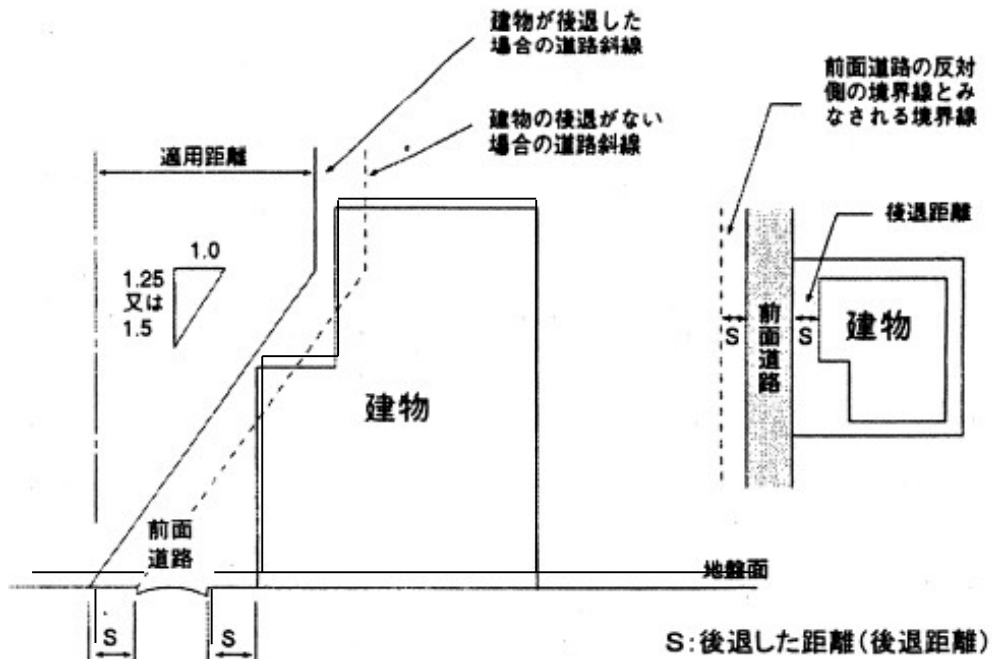 建物が後退した
場合の道路斜線
建物の後退がない
場合の道路斜線
適用距離
1.0
1.25
又は
1.5
建物
前面
道路
地盤面
S
S
前面道路の反対
側の境界線とみ
なされる境界線
後退距離
S
前面道路
S
建物
S:後退した距離(後退距離)